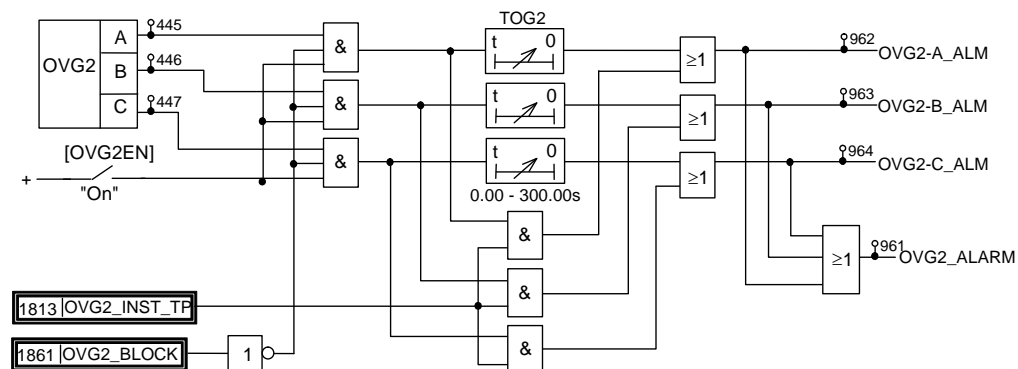 TOG2
OVG2
A
445
B
446
C
447
&
&
&
t 0
t 0
t 0
0.00 - 300.00s
≥1
≥1
≥1
962
OVG2-A_ALM
963
OVG2-B_ALM
964
OVG2-C_ALM
[OVG2EN]
+
"On"
&
&
&
≥1
961
OVG2_ALARM
1813 OVG2_INST_TP
1861 OVG2_BLOCK
1